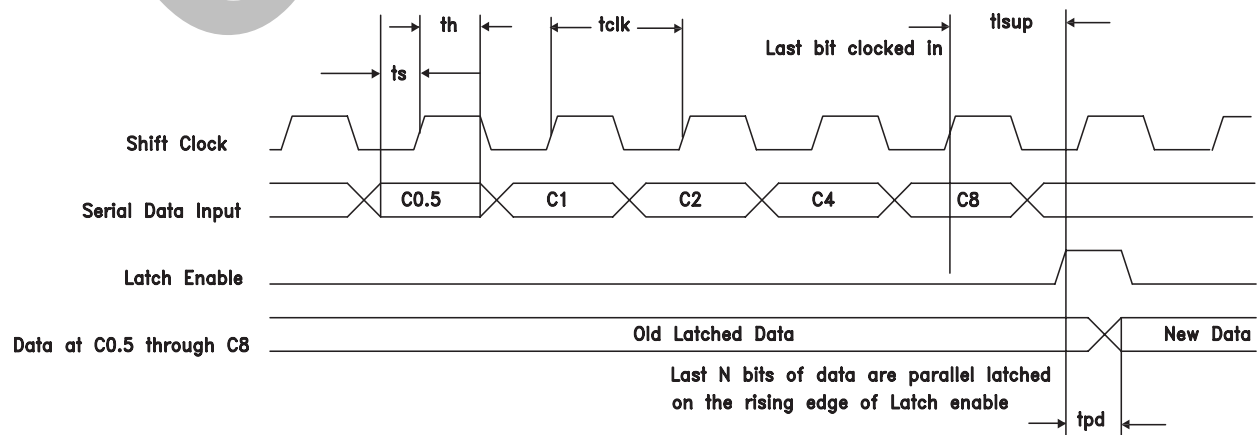 th
tclk
tlsup
Last bit clocked in
ts
Shift Clock
C0.5
C1
C2
C4
C8
Serial Data Input
Latch Enable
Old Latched Data
New Data
Data at C0.5 through C8
Last N bits of data are parallel latched
on the rising edge of Latch enable
tpd